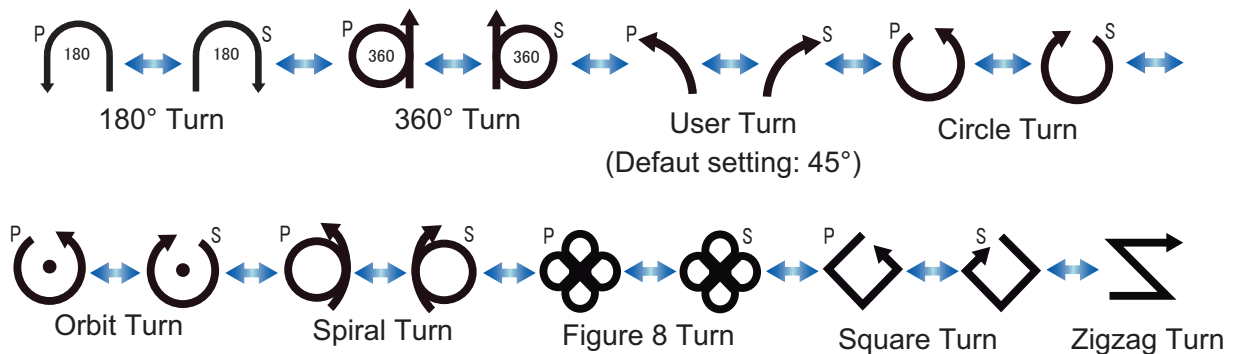 P 180 180 S P 360 360 S P S P S
180° Turn 360° Turn User Turn Circle Turn
(Defaut setting: 45°)
P S P S P S P S
Orbit Turn Spiral Turn Figure 8 Turn Square Turn Zigzag Turn